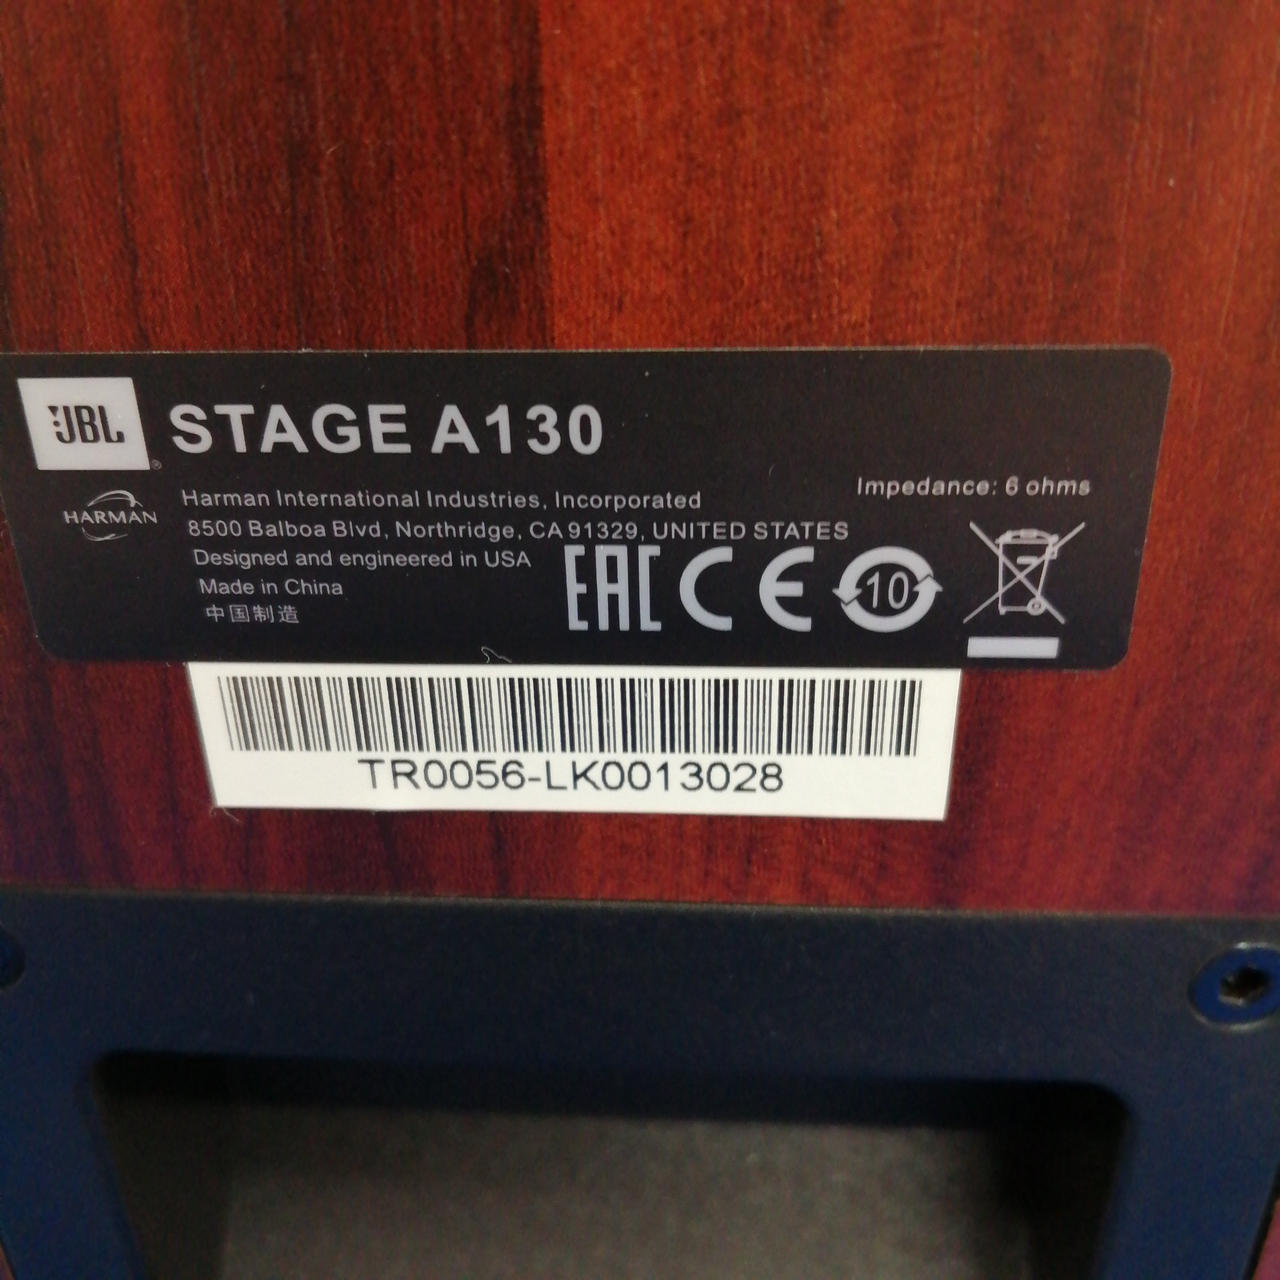 JBL
STAGE A130
HARMAN
Harman International Industries, Incorporated
8500 Balboa Blvd, Northridge, CA 91329, UNITED STATES
Designed and engineered in USA
Made in China
中国制造
Impedance: 6 ohms
EAC CE 10
TR0056-LK0013028